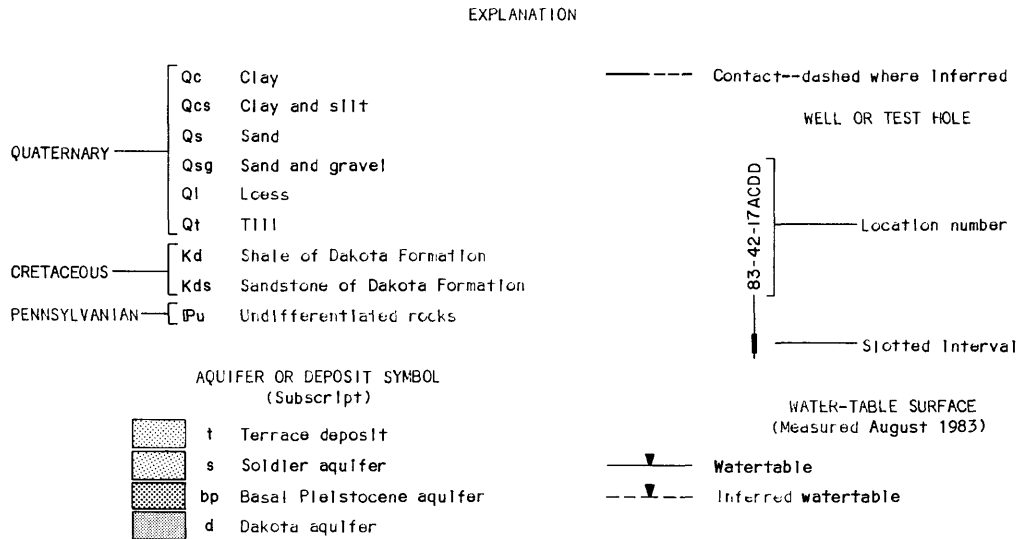 EXPLANATION
QUATERNARY
Qc Clay
Qcs Clay and silt
Qs Sand
Qsg Sand and gravel
Ql Loess
Qt Till
CRETACEOUS
Kd Shale of Dakota Formation
Kds Sandstone of Dakota Formation
PENNSYLVANIAN
ℙu Undifferentiated rocks
AQUIFER OR DEPOSIT SYMBOL
(Subscript)
t Terrace deposit
s Soldier aquifer
bp Basal Pleistocene aquifer
d Dakota aquifer
Contact--dashed where Inferred
WELL OR TEST HOLE
83-42-17ACDD
Location number
Slotted Interval
WATER-TABLE SURFACE
(Measured August 1983)
Watertable
Inferred watertable